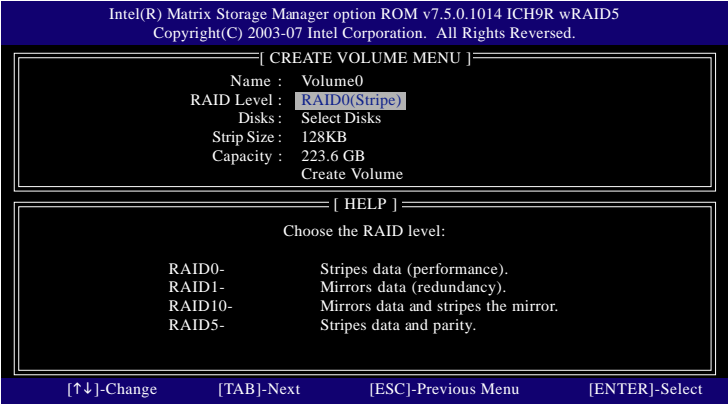 Intel(R) Matrix Storage Manager option ROM v7.5.0.1014 ICH9R wRAID5
Copyright(C) 2003-07 Intel Corporation. All Rights Reversed.
[ CREATE VOLUME MENU ]
Name : Volume0
RAID Level : RAID0(Stripe)
Disks : Select Disks
Strip Size : 128KB
Capacity : 223.6 GB
Create Volume
[ HELP ]
Choose the RAID level:
RAID0- Stripes data (performance).
RAID1- Mirrors data (redundancy).
RAID10- Mirrors data and stripes the mirror.
RAID5- Stripes data and parity.
[↑↓]-Change [TAB]-Next [ESC]-Previous Menu [ENTER]-Select